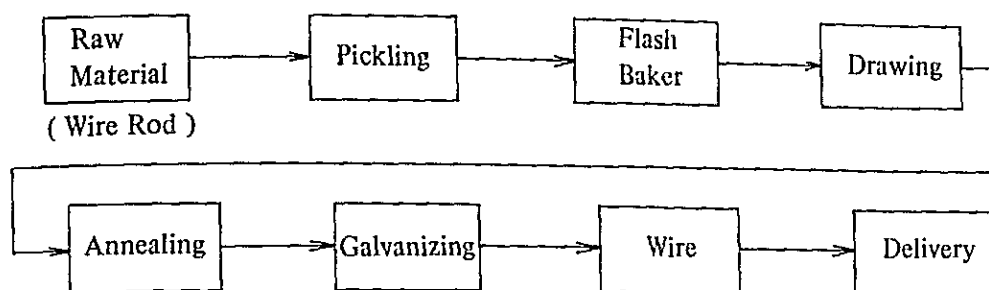 Raw
Material
( Wire Rod )
Pickling
Flash
Baker
Drawing
Annealing
Galvanizing
Wire
Delivery